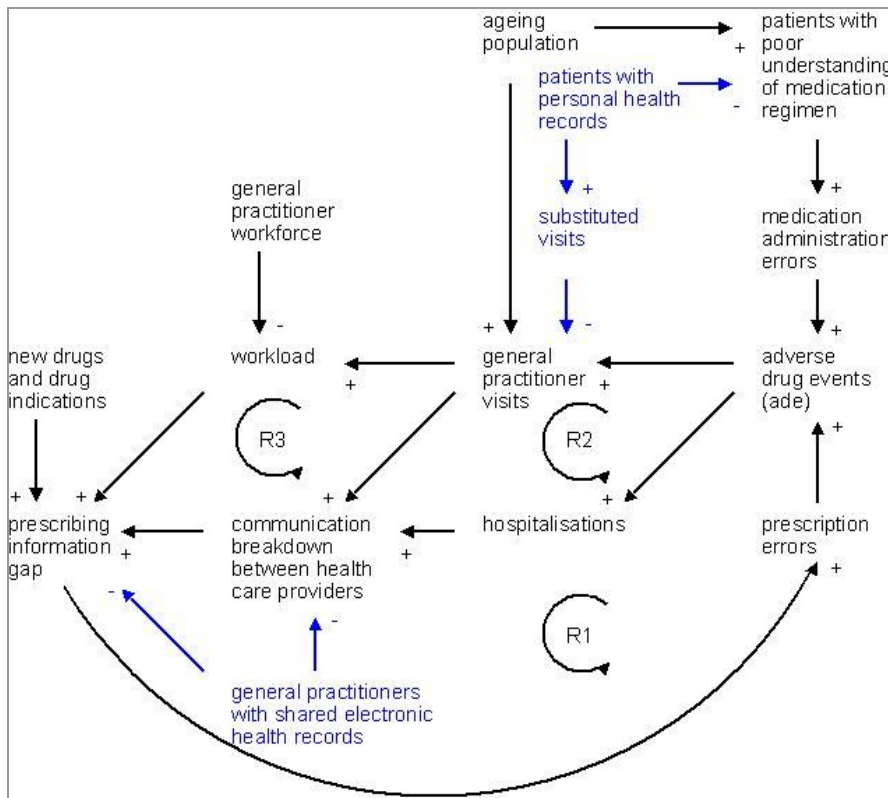 ageing
population
+
patients with
poor
understanding
of medication
regimen
patients with
personal health
records
-
+
+
general
practitioner
workforce
substituted
visits
medication
administration
errors
-
+
-
+
new drugs
and drug
indications
workload
+
general
practitioner
visits
+
adverse
drug events
(ade)
R3
R2
+
+
+
+
+
+
prescribing
information
gap
+
communication
breakdown
between health
care providers
+
hospitalisations
prescription
errors
+
-
-
R1
general practitioners
with shared electronic
health records